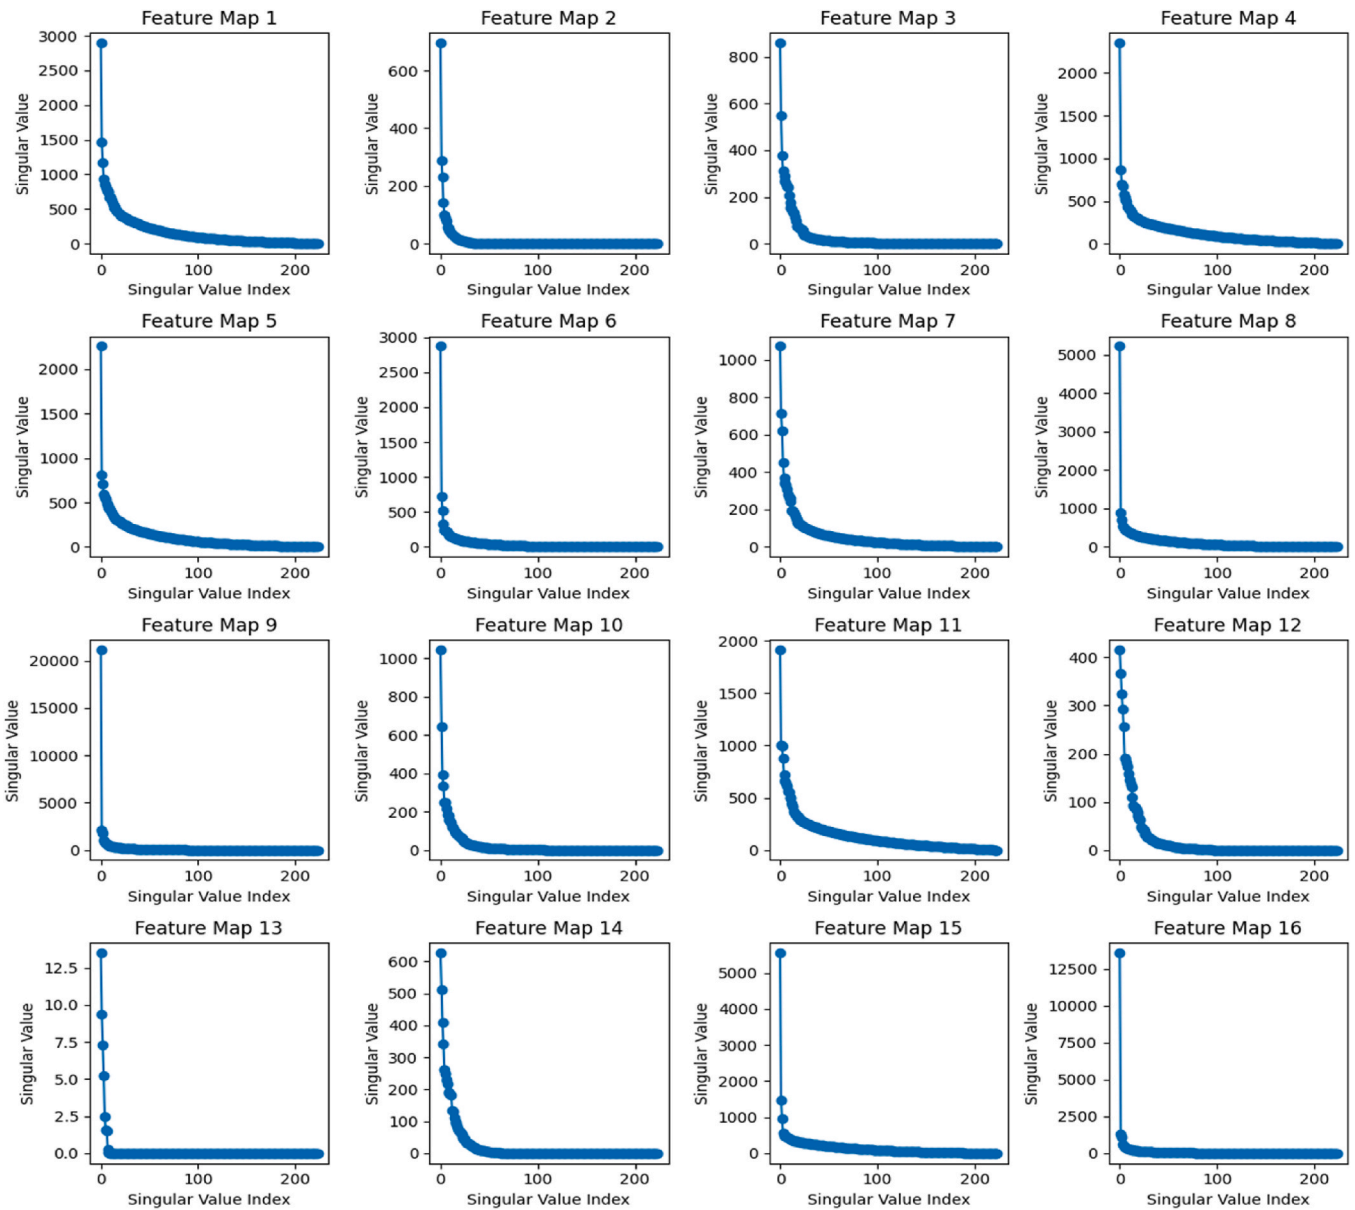 Feature Map 1
3000
2500
2000
1500
1000
500
0
Singular Value
0 100 200
Singular Value Index
Feature Map 2
600
400
200
0
Singular Value
0 100 200
Singular Value Index
Feature Map 3
800
600
400
200
0
Singular Value
0 100 200
Singular Value Index
Feature Map 4
2000
1500
1000
500
0
Singular Value
0 100 200
Singular Value Index
Feature Map 5
2000
1500
1000
500
0
Singular Value
0 100 200
Singular Value Index
Feature Map 6
3000
2500
2000
1500
1000
500
0
Singular Value
0 100 200
Singular Value Index
Feature Map 7
1000
800
600
400
200
0
Singular Value
0 100 200
Singular Value Index
Feature Map 8
5000
4000
3000
2000
1000
0
Singular Value
0 100 200
Singular Value Index
Feature Map 9
20000
15000
10000
5000
0
Singular Value
0 100 200
Singular Value Index
Feature Map 10
1000
800
600
400
200
0
Singular Value
0 100 200
Singular Value Index
Feature Map 11
2000
1500
1000
500
0
Singular Value
0 100 200
Singular Value Index
Feature Map 12
400
300
200
100
0
Singular Value
0 100 200
Singular Value Index
Feature Map 13
12.5
10.0
7.5
5.0
2.5
0.0
Singular Value
0 100 200
Singular Value Index
Feature Map 14
600
500
400
300
200
100
0
Singular Value
0 100 200
Singular Value Index
Feature Map 15
5000
4000
3000
2000
1000
0
Singular Value
0 100 200
Singular Value Index
Feature Map 16
12500
10000
7500
5000
2500
0
Singular Value
0 100 200
Singular Value Index